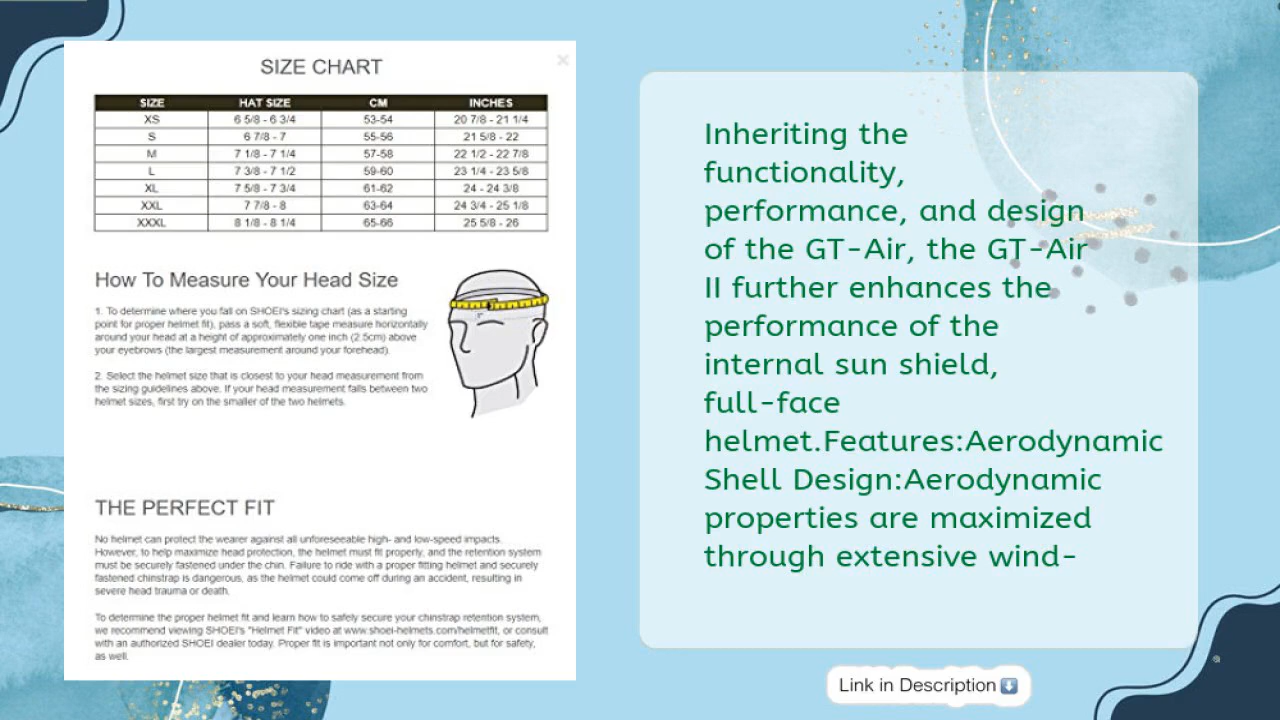 SIZE CHART
×
SIZE HAT SIZE CM INCHES
XS 6 5/8 - 6 3/4 53-54 20 7/8 - 21 1/4
S 6 7/8 - 7 55-56 21 5/8 - 22
M 7 1/8 - 7 1/4 57-58 22 1/2 - 22 7/8
L 7 3/8 - 7 1/2 59-60 23 1/4 - 23 5/8
XL 7 5/8 - 7 3/4 61-62 24 - 24 3/8
XXL 7 7/8 - 8 63-64 24 3/4 - 25 1/8
XXXL 8 1/8 - 8 1/4 65-66 25 5/8 - 26
How To Measure Your Head Size
1. To determine where you fall on SHOEI's sizing chart (as a starting
point for proper helmet fit), pass a soft, flexible tape measure horizontally
around your head at a height of approximately one inch (2.5cm) above
your eyebrows (the largest measurement around your forehead).
2. Select the helmet size that is closest to your head measurement from
the sizing guidelines above. If your head measurement falls between two
helmet sizes, first try on the smaller of the two helmets.
THE PERFECT FIT
No helmet can protect the wearer against all unforeseeable high- and low-speed impacts.
However, to help maximize head protection, the helmet must fit properly, and the retention system
must be securely fastened under the chin. Failure to ride with a proper fitting helmet and securely
fastened chinstrap is dangerous, as the helmet could come off during an accident, resulting in
severe head trauma or death.
To determine the proper helmet fit and learn how to safely secure your chinstrap retention system,
we recommend viewing SHOEI's "Helmet Fit" video at www.shoei-helmets.com/helmetfit, or consult
with an authorized SHOEI dealer today. Proper fit is important not only for comfort, but for safety,
as well.
Inheriting the
functionality,
performance, and design
of the GT-Air, the GT-Air
II further enhances the
performance of the
internal sun shield,
full-face
helmet.Features:Aerodynamic
Shell Design:Aerodynamic
properties are maximized
through extensive wind-
Link in Description